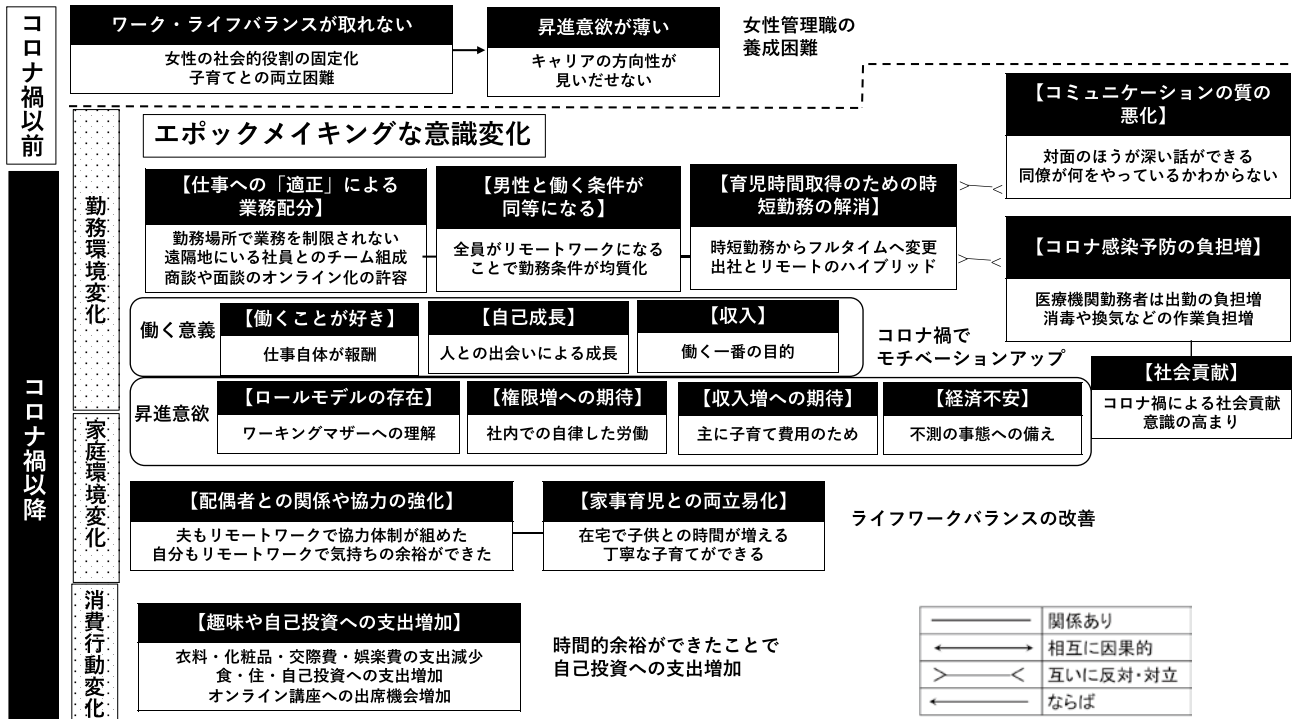 コロナ禍以前
ワーク・ライフバランスが取れない
女性の社会的役割の固定化
子育てとの両立困難
昇進意欲が薄い
キャリアの方向性が
見いだせない
女性管理職の
養成困難
コロナ禍以降
勤務環境変化
エポックメイキングな意識変化
【仕事への「適正」による
業務配分】
勤務場所で業務を制限されない
遠隔地にいる社員とのチーム組成
商談や面談のオンライン化の許容
【男性と働く条件が
同等になる】
全員がリモートワークになる
ことで勤務条件が均質化
【育児時間取得のための時
短勤務の解消】
時短勤務からフルタイムへ変更
出社とリモートのハイブリッド
【コミュニケーションの質の
悪化】
対面のほうが深い話ができる
同僚が何をやっているかわからない
【コロナ感染予防の負担増】
医療機関勤務者は出勤の負担増
消毒や換気などの作業負担増
【社会貢献】
コロナ禍による社会貢献
意識の高まり
働く意義
【働くことが好き】
仕事自体が報酬
【自己成長】
人との出会いによる成長
【収入】
働く一番の目的
コロナ禍で
モチベーションアップ
昇進意欲
【ロールモデルの存在】
ワーキングマザーへの理解
【権限増への期待】
社内での自律した労働
【収入増への期待】
主に子育て費用のため
【経済不安】
不測の事態への備え
家庭環境変化
【配偶者との関係や協力の強化】
夫もリモートワークで協力体制が組めた
自分もリモートワークで気持ちの余裕ができた
【家事育児との両立易化】
在宅で子供との時間が増える
丁寧な子育てができる
ライフワークバランスの改善
消費行動変化
【趣味や自己投資への支出増加】
衣料・化粧品・交際費・娯楽費の支出減少
食・住・自己投資への支出増加
オンライン講座への出席機会増加
時間的余裕ができたことで
自己投資への支出増加
関係あり
相互に因果的
互いに反対・対立
ならば